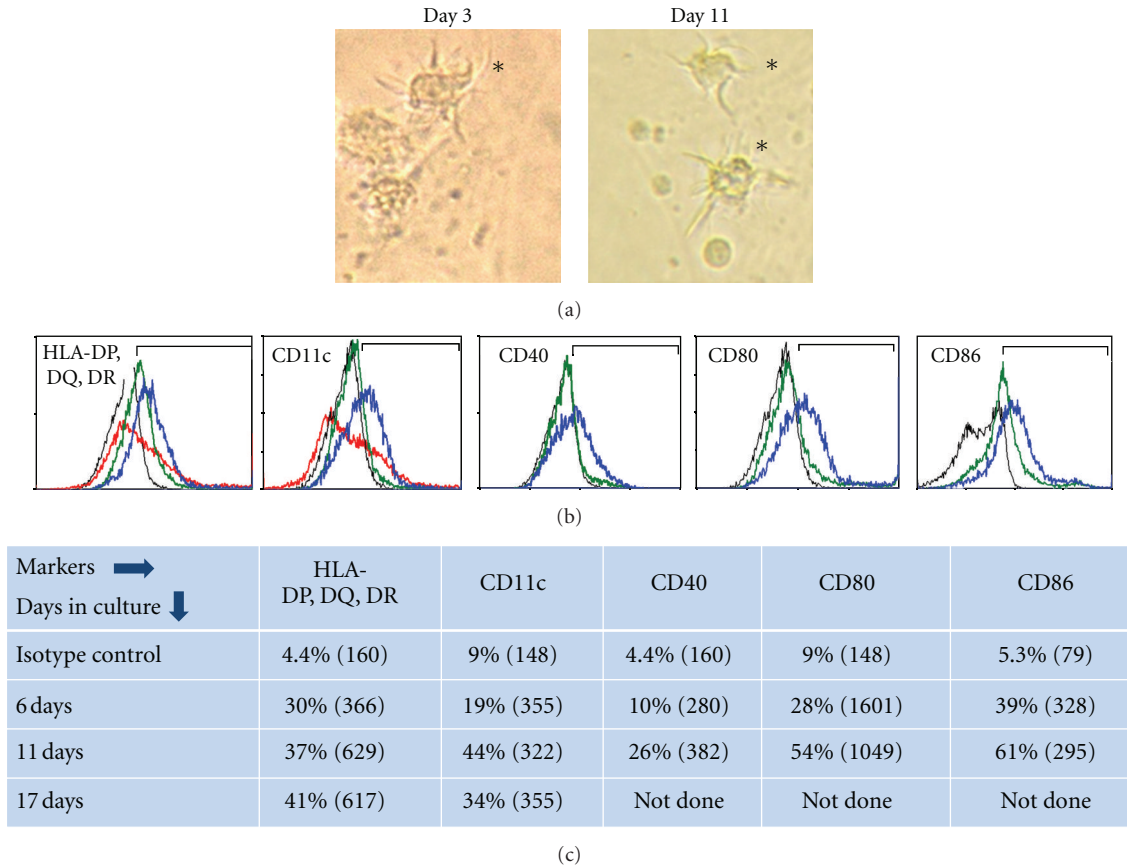 Day 3
Day 11
*
*
*
(a)
HLA-DP,
DQ, DR
CD11c
CD40
CD80
CD86
(b)
Markers
Days in culture
HLA-
DP, DQ, DR
CD11c
CD40
CD80
CD86
Isotype control
4.4% (160)
9% (148)
4.4% (160)
9% (148)
5.3% (79)
6 days
30% (366)
19% (355)
10% (280)
28% (1601)
39% (328)
11 days
37% (629)
44% (322)
26% (382)
54% (1049)
61% (295)
17 days
41% (617)
34% (355)
Not done
Not done
Not done
(c)